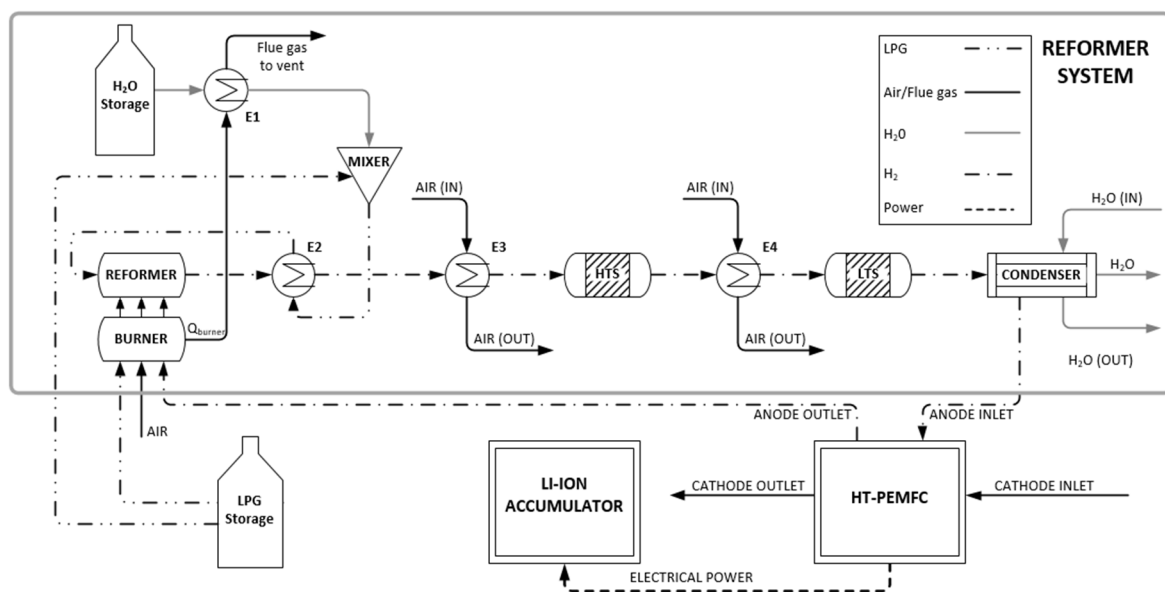 Flue gas
to vent
H₂O
Storage
E1
MIXER
LPG
Air/Flue gas
H₂0
H₂
Power
REFORMER
SYSTEM
AIR (IN)
AIR (IN)
H₂O (IN)
E2
E3
E4
REFORMER
HTS
LTS
CONDENSER
H₂O
BURNER
Qburner
AIR (OUT)
AIR (OUT)
H₂O (OUT)
AIR
ANODE OUTLET
ANODE INLET
LPG
Storage
LI-ION
ACCUMULATOR
CATHODE OUTLET
HT-PEMFC
CATHODE INLET
ELECTRICAL POWER